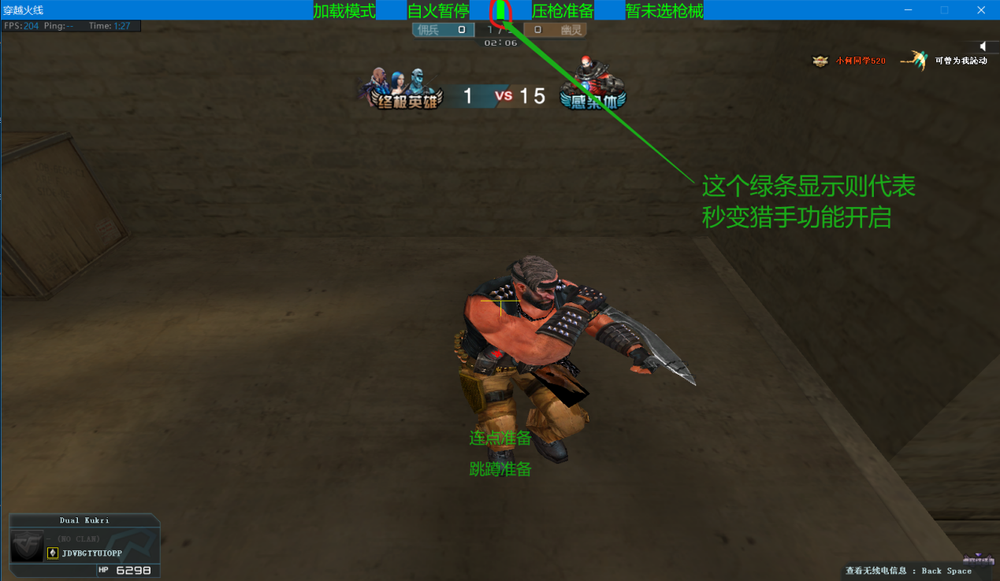 穿越火线
加载模式 自火暂停 压枪准备 暂未选枪械
FPS:204 Ping:-- Time: 1:27
佣兵 0 0 幽灵
02:06
小何同学520 可曾为我訫动
终极英雄 1 VS 15 感染体
这个绿条显示则代表
秒变猎手功能开启
连点准备
跳蹲准备
Dual Kukri
- (NO CLAN)
JDVBGTYUIOPP
HP 6298
查看无线电信息 : Back Space